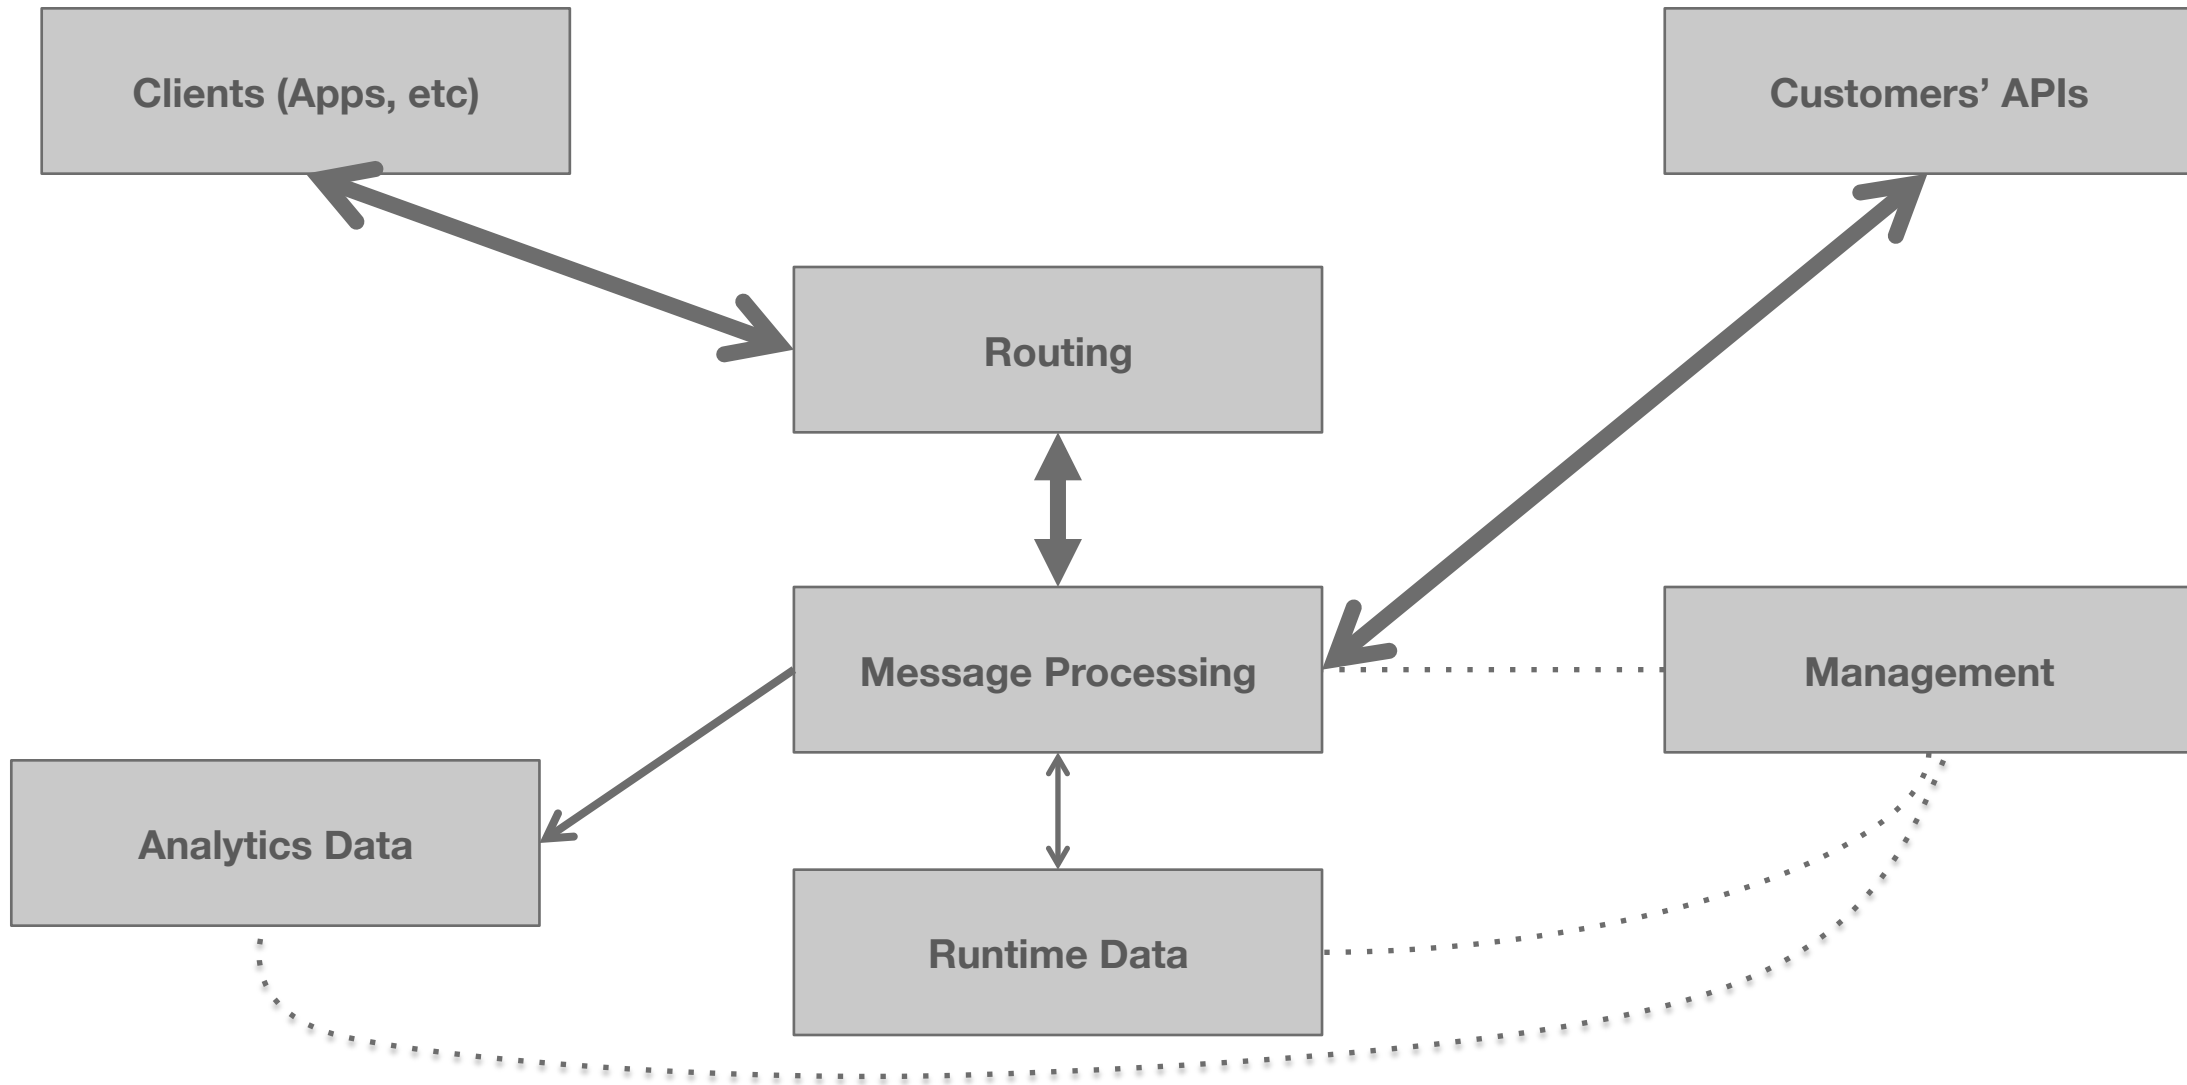 Clients (Apps, etc)
Customers’ APIs
Routing
Message Processing
Management
Analytics Data
Runtime Data